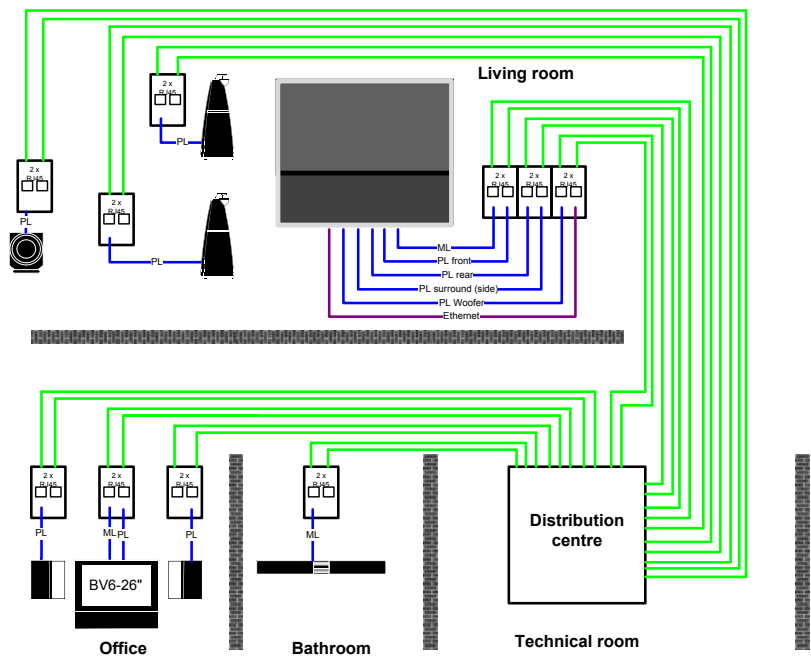 Living room
2 x
RJ45
PL
2 x
RJ45
PL
2 x
RJ45
PL
2 x
RJ45
2 x
RJ45
2 x
RJ45
ML
PL front
PL rear
PL surround (side)
PL Woofer
Ethernet
2 x
RJ45
2 x
RJ45
2 x
RJ45
2 x
RJ45
PL
ML
PL
PL
ML
BV6-26"
Distribution
centre
Office
Bathroom
Technical room